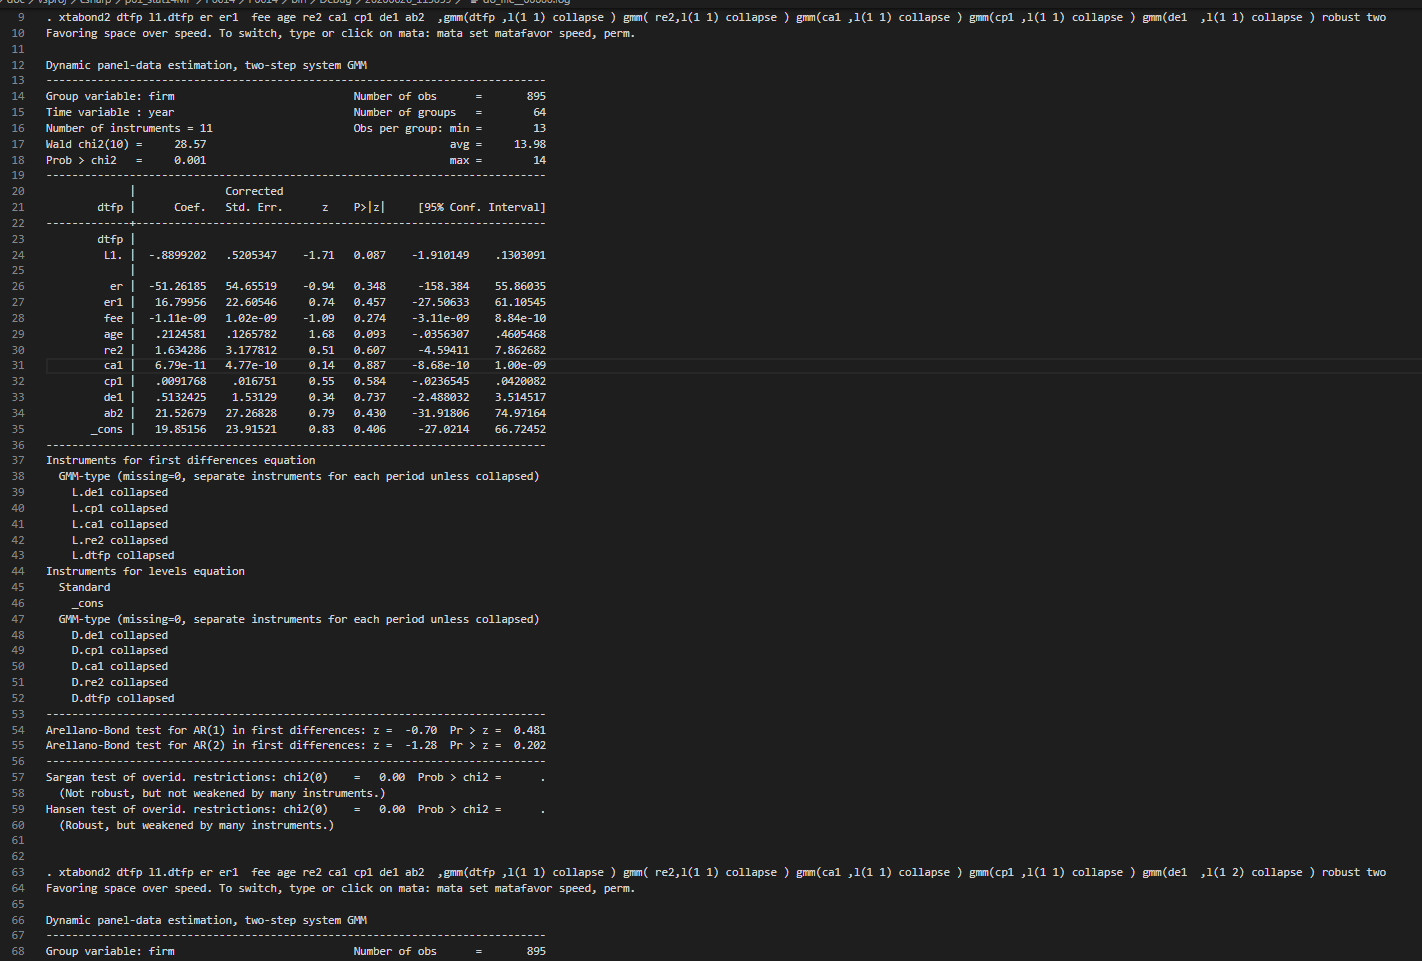 9 . xtabond2 dtfp l1.dtfp er er1  fee age re2 ca1 cp1 de1 ab2  ,gmm(dtfp ,l(1 1) collapse ) gmm( re2,l(1 1) collapse ) gmm(ca1 ,l(1 1) collapse ) gmm(cp1 ,l(1 1) collapse ) gmm(de1  ,l(1 1) collapse ) robust two
10 Favoring space over speed. To switch, type or click on mata: mata set matafavor speed, perm.
11
12 Dynamic panel-data estimation, two-step system GMM
13 ------------------------------------------------------------------------------
14 Group variable: firm                            Number of obs      =       895
15 Time variable : year                            Number of groups   =        64
16 Number of instruments = 11                      Obs per group: min =        13
17 Wald chi2(10) =     28.57                                      avg =     13.98
18 Prob > chi2   =     0.001                                      max =        14
19 ------------------------------------------------------------------------------
20              |              Corrected
21         dtfp |      Coef.   Std. Err.      z    P>|z|     [95% Conf. Interval]
22 -------------+----------------------------------------------------------------
23         dtfp |
24          L1. |  -.8899202   .5205347    -1.71   0.087    -1.910149    .1303091
25              |
26           er |  -51.26185   54.65519    -0.94   0.348     -158.384    55.86035
27          er1 |   16.79956   22.60546     0.74   0.457    -27.50633    61.10545
28          fee |  -1.11e-09   1.02e-09    -1.09   0.274    -3.11e-09    8.84e-10
29          age |   .2124581   .1265782     1.68   0.093    -.0356307    .4605468
30          re2 |   1.634286   3.177812     0.51   0.607     -4.59411    7.862682
31          ca1 |   6.79e-11   4.77e-10     0.14   0.887    -8.68e-10    1.00e-09
32          cp1 |   .0091768    .016751     0.55   0.584    -.0236545    .0420082
33          de1 |   .5132425    1.53129     0.34   0.737    -2.488032    3.514517
34          ab2 |   21.52679   27.26828     0.79   0.430    -31.91806    74.97164
35        _cons |   19.85156   23.91521     0.83   0.406     -27.0214    66.72452
36 ------------------------------------------------------------------------------
37 Instruments for first differences equation
38   GMM-type (missing=0, separate instruments for each period unless collapsed)
39     L.de1 collapsed
40     L.cp1 collapsed
41     L.ca1 collapsed
42     L.re2 collapsed
43     L.dtfp collapsed
44 Instruments for levels equation
45   Standard
46     _cons
47   GMM-type (missing=0, separate instruments for each period unless collapsed)
48     D.de1 collapsed
49     D.cp1 collapsed
50     D.ca1 collapsed
51     D.re2 collapsed
52     D.dtfp collapsed
53 ------------------------------------------------------------------------------
54 Arellano-Bond test for AR(1) in first differences: z =  -0.70  Pr > z =  0.481
55 Arellano-Bond test for AR(2) in first differences: z =  -1.28  Pr > z =  0.202
56 ------------------------------------------------------------------------------
57 Sargan test of overid. restrictions: chi2(0)    =   0.00  Prob > chi2 =      .
58   (Not robust, but not weakened by many instruments.)
59 Hansen test of overid. restrictions: chi2(0)    =   0.00  Prob > chi2 =      .
60   (Robust, but weakened by many instruments.)
61
62
63 . xtabond2 dtfp l1.dtfp er er1  fee age re2 ca1 cp1 de1 ab2  ,gmm(dtfp ,l(1 1) collapse ) gmm( re2,l(1 1) collapse ) gmm(ca1 ,l(1 1) collapse ) gmm(cp1 ,l(1 1) collapse ) gmm(de1  ,l(1 2) collapse ) robust two
64 Favoring space over speed. To switch, type or click on mata: mata set matafavor speed, perm.
65
66 Dynamic panel-data estimation, two-step system GMM
67 ------------------------------------------------------------------------------
68 Group variable: firm                            Number of obs      =       895